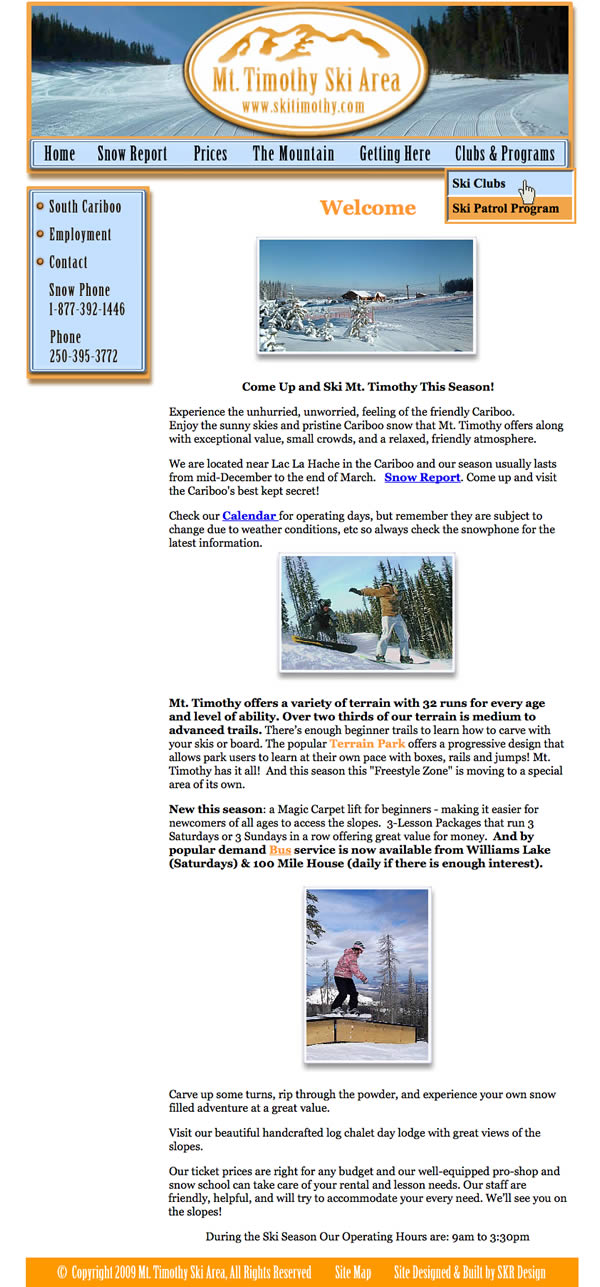 Mt. Timothy Ski Area
www.skitimothy.com
Home Snow Report Prices The Mountain Getting Here Clubs & Programs
Ski Clubs
Ski Patrol Program
South Cariboo
Employment
Contact
Snow Phone
1-877-392-1446
Phone
250-395-3772
Welcome
Come Up and Ski Mt. Timothy This Season!
Experience the unhurried, unworried, feeling of the friendly Cariboo.
Enjoy the sunny skies and pristine Cariboo snow that Mt. Timothy offers along
with exceptional value, small crowds, and a relaxed, friendly atmosphere.
We are located near Lac La Hache in the Cariboo and our season usually lasts
from mid-December to the end of March. Snow Report. Come up and visit
the Cariboo's best kept secret!
Check our Calendar for operating days, but remember they are subject to
change due to weather conditions, etc so always check the snowphone for the
latest information.
Mt. Timothy offers a variety of terrain with 32 runs for every age
and level of ability. Over two thirds of our terrain is medium to
advanced trails. There's enough beginner trails to learn how to carve with
your skis or board. The popular Terrain Park offers a progressive design that
allows park users to learn at their own pace with boxes, rails and jumps! Mt.
Timothy has it all! And this season this "Freestyle Zone" is moving to a special
area of its own.
New this season: a Magic Carpet lift for beginners - making it easier for
newcomers of all ages to access the slopes. 3-Lesson Packages that run 3
Saturdays or 3 Sundays in a row offering great value for money. And by
popular demand Bus service is now available from Williams Lake
(Saturdays) & 100 Mile House (daily if there is enough interest).
Carve up some turns, rip through the powder, and experience your own snow
filled adventure at a great value.
Visit our beautiful handcrafted log chalet day lodge with great views of the
slopes.
Our ticket prices are right for any budget and our well-equipped pro-shop and
snow school can take care of your rental and lesson needs. Our staff are
friendly, helpful, and will try to accommodate your every need. We'll see you on
the slopes!
During the Ski Season Our Operating Hours are: 9am to 3:30pm
© Copyright 2009 Mt. Timothy Ski Area, All Rights Reserved Site Map Site Designed & Built by SKR Design